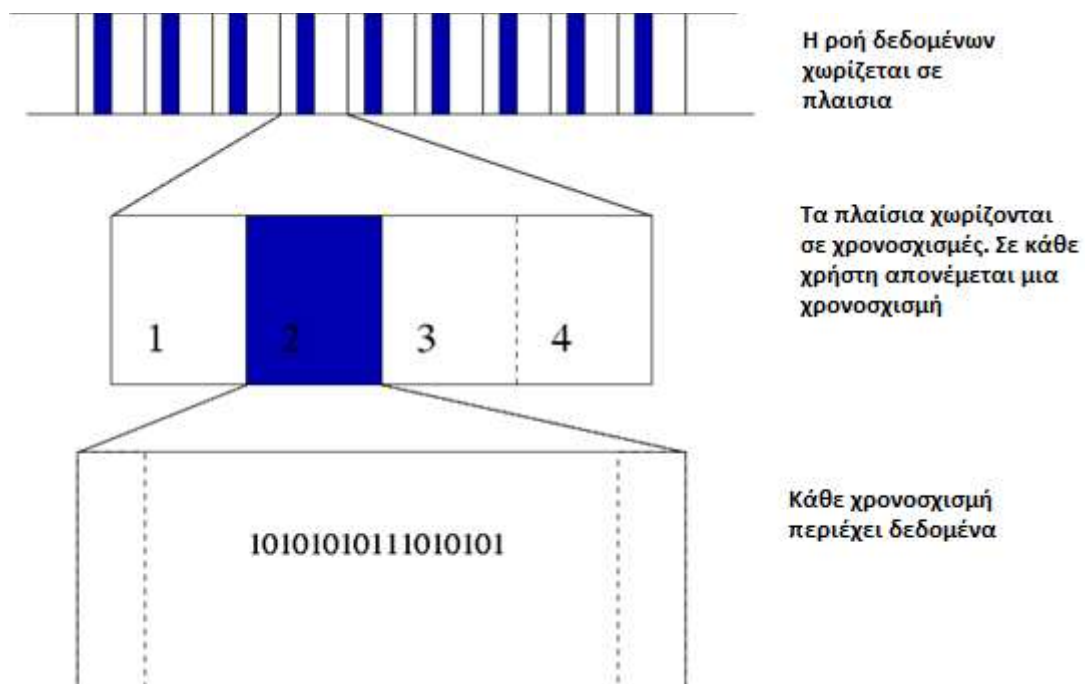 Η ροή δεδομένων
χωρίζεται σε
πλαισια
Τα πλαίσια χωρίζονται
σε χρονοσχισμές. Σε κάθε
χρήστη απονέμεται μια
χρονοσχισμή
1 2 3 4
Κάθε χρονοσχισμή
περιέχει δεδομένα
10101010111010101